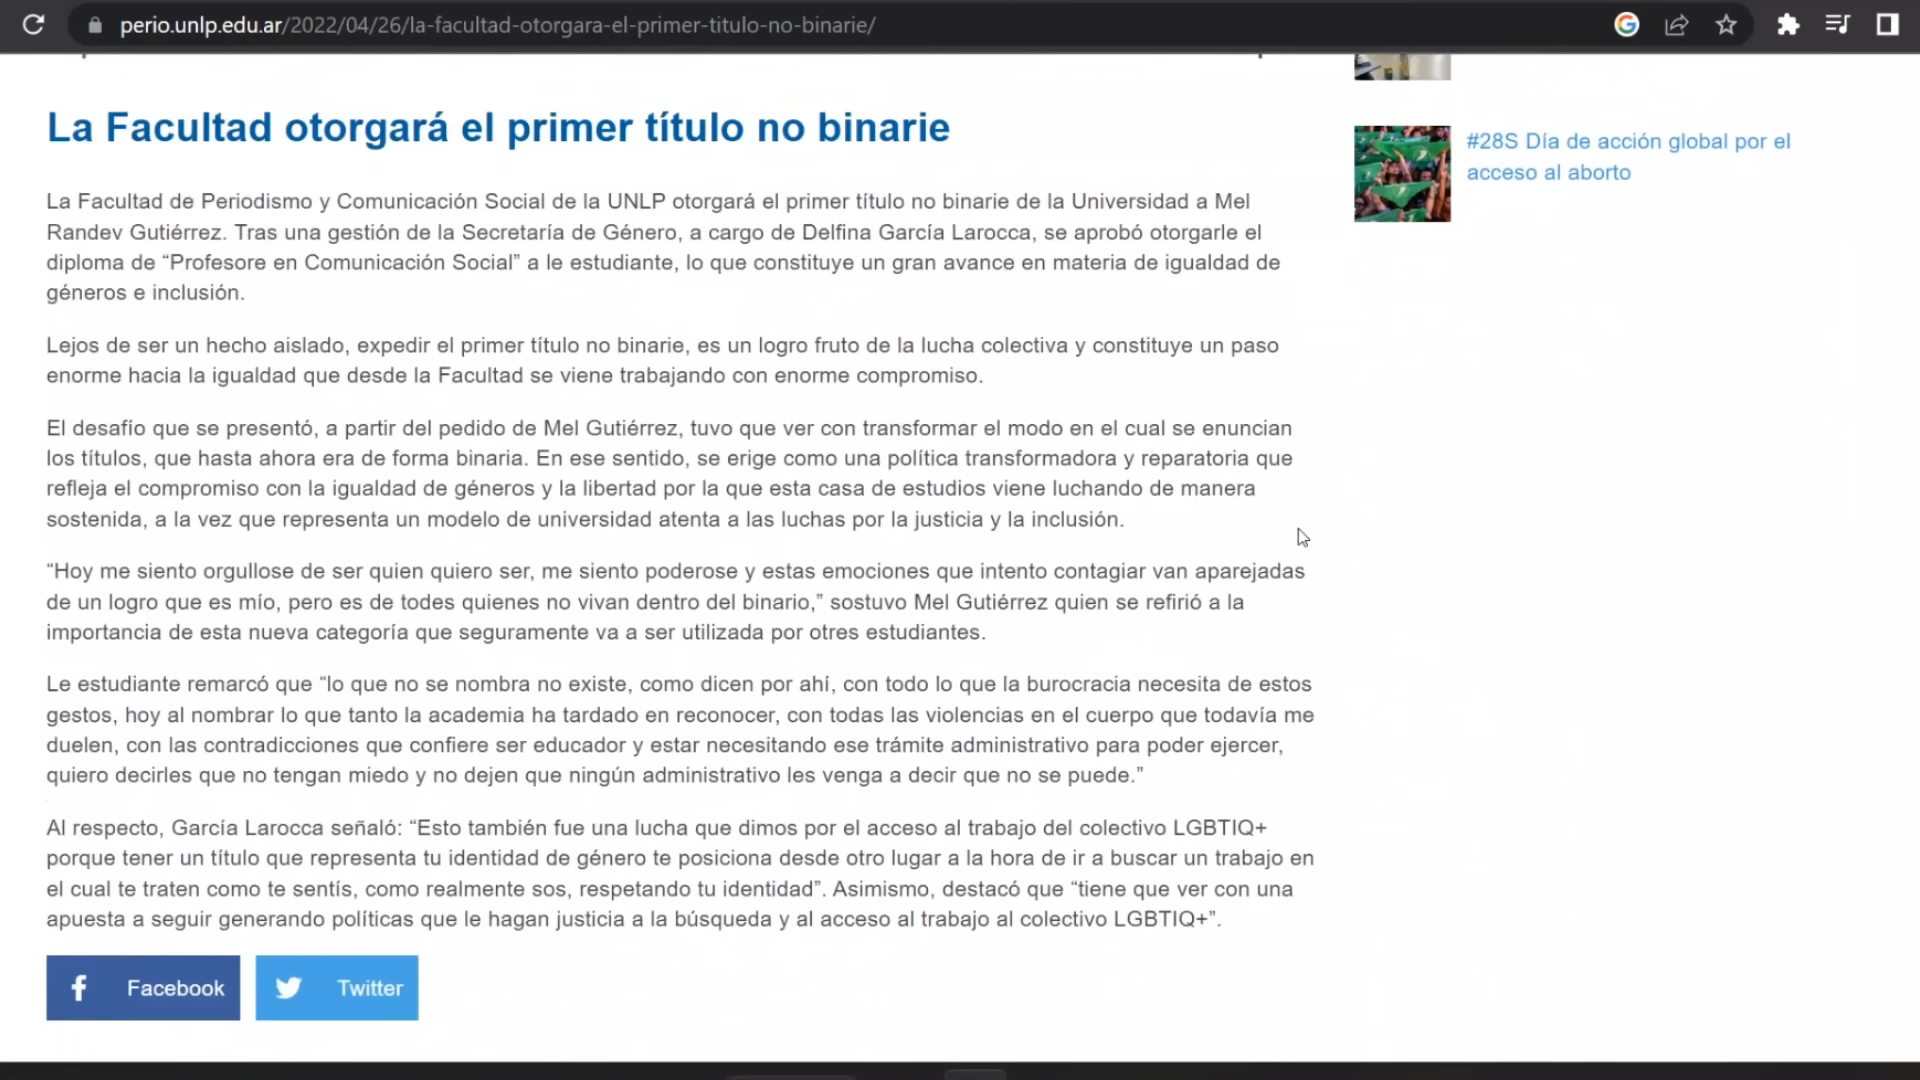 perio.unlp.edu.ar/2022/04/26/la-facultad-otorgara-el-primer-titulo-no-binarie/
La Facultad otorgará el primer título no binarie
La Facultad de Periodismo y Comunicación Social de la UNLP otorgará el primer título no binarie de la Universidad a Mel
Randev Gutiérrez. Tras una gestión de la Secretaría de Género, a cargo de Delfina García Larocca, se aprobó otorgarle el
diploma de “Profesore en Comunicación Social” a le estudiante, lo que constituye un gran avance en materia de igualdad de
géneros e inclusión.
Lejos de ser un hecho aislado, expedir el primer título no binarie, es un logro fruto de la lucha colectiva y constituye un paso
enorme hacia la igualdad que desde la Facultad se viene trabajando con enorme compromiso.
El desafío que se presentó, a partir del pedido de Mel Gutiérrez, tuvo que ver con transformar el modo en el cual se enuncian
los títulos, que hasta ahora era de forma binaria. En ese sentido, se erige como una política transformadora y reparatoria que
refleja el compromiso con la igualdad de géneros y la libertad por la que esta casa de estudios viene luchando de manera
sostenida, a la vez que representa un modelo de universidad atenta a las luchas por la justicia y la inclusión.
“Hoy me siento orgullose de ser quien quiero ser, me siento poderose y estas emociones que intento contagiar van aparejadas
de un logro que es mío, pero es de todes quienes no vivan dentro del binario,” sostuvo Mel Gutiérrez quien se refirió a la
importancia de esta nueva categoría que seguramente va a ser utilizada por otres estudiantes.
Le estudiante remarcó que “lo que no se nombra no existe, como dicen por ahí, con todo lo que la burocracia necesita de estos
gestos, hoy al nombrar lo que tanto la academia ha tardado en reconocer, con todas las violencias en el cuerpo que todavía me
duelen, con las contradicciones que confiere ser educador y estar necesitando ese trámite administrativo para poder ejercer,
quiero decirles que no tengan miedo y no dejen que ningún administrativo les venga a decir que no se puede.”
Al respecto, García Larocca señaló: “Esto también fue una lucha que dimos por el acceso al trabajo del colectivo LGBTIQ+
porque tener un título que representa tu identidad de género te posiciona desde otro lugar a la hora de ir a buscar un trabajo en
el cual te traten como te sentís, como realmente sos, respetando tu identidad”. Asimismo, destacó que “tiene que ver con una
apuesta a seguir generando políticas que le hagan justicia a la búsqueda y al acceso al trabajo al colectivo LGBTIQ+”.
Facebook
Twitter
#28S Día de acción global por el
acceso al aborto